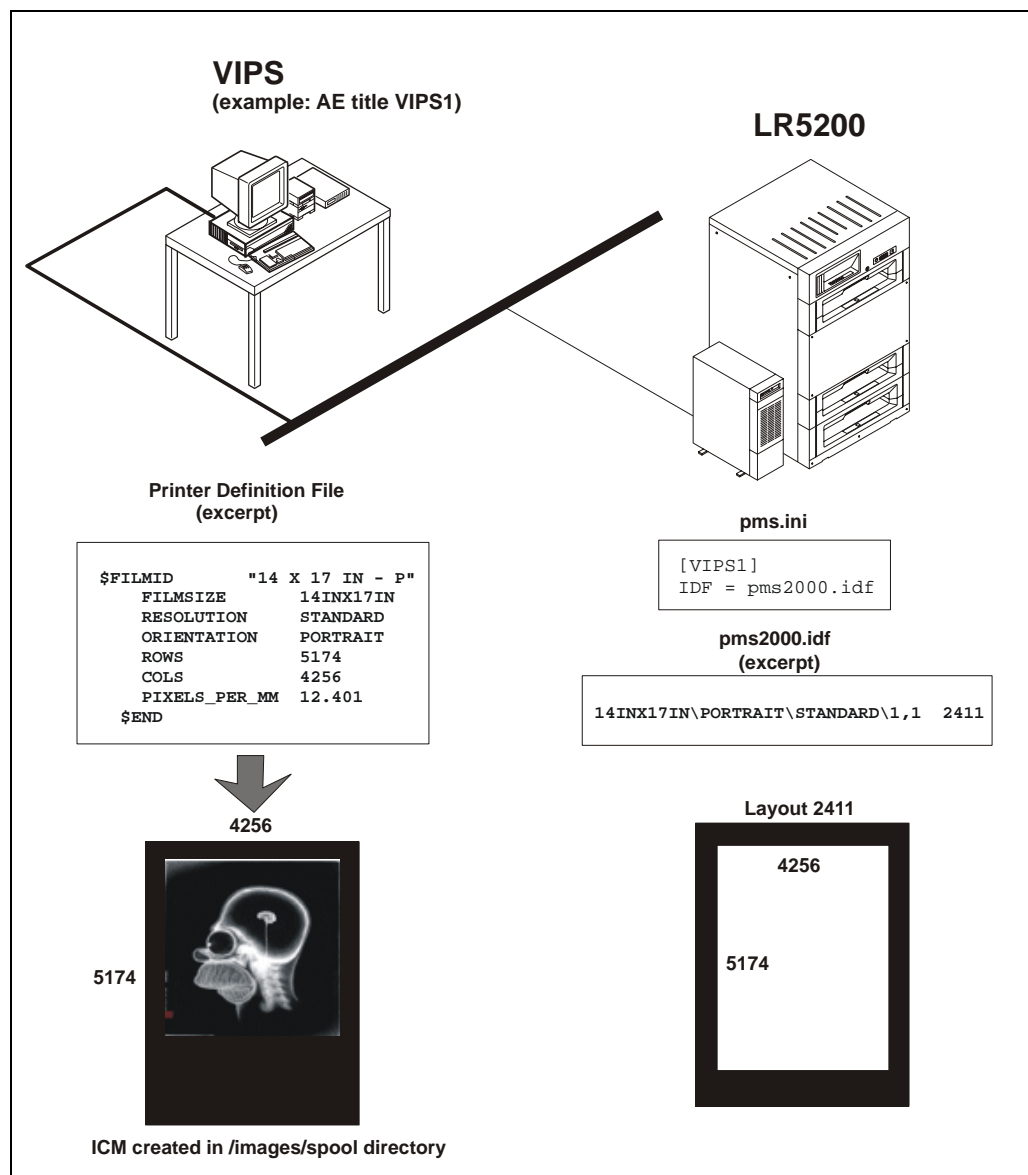 VIPS
(example: AE title VIPS1)
LR5200
Printer Definition File
(excerpt)
$FILMID "14 X 17 IN - P"
FILMSIZE 14INX17IN
RESOLUTION STANDARD
ORIENTATION PORTRAIT
ROWS 5174
COLS 4256
PIXELS_PER_MM 12.401
$END
pms.ini
[VIPS1]
IDF = pms2000.idf
pms2000.idf
(excerpt)
14INX17IN\PORTRAIT\STANDARD\1,1 2411
4256
5174
ICM created in /images/spool directory
Layout 2411
4256
5174